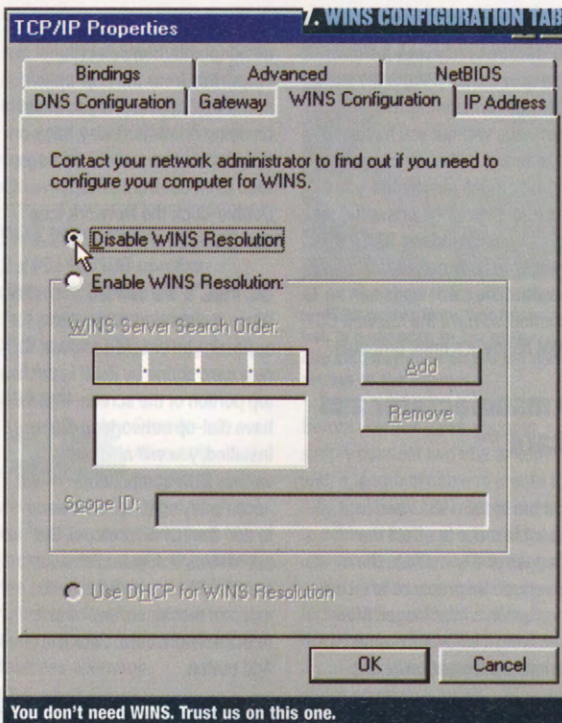 7. WINS CONFIGURATION TAB
TCP/IP Properties
Bindings
Advanced
NetBIOS
DNS Configuration
Gateway
WINS Configuration
IP Address
Contact your network administrator to find out if you need to
configure your computer for WINS.
Disable WINS Resolution
Enable WINS Resolution:
WINS Server Search Order:
Add
Remove
Scope ID:
Use DHCP for WINS Resolution
OK
Cancel
You don't need WINS. Trust us on this one.